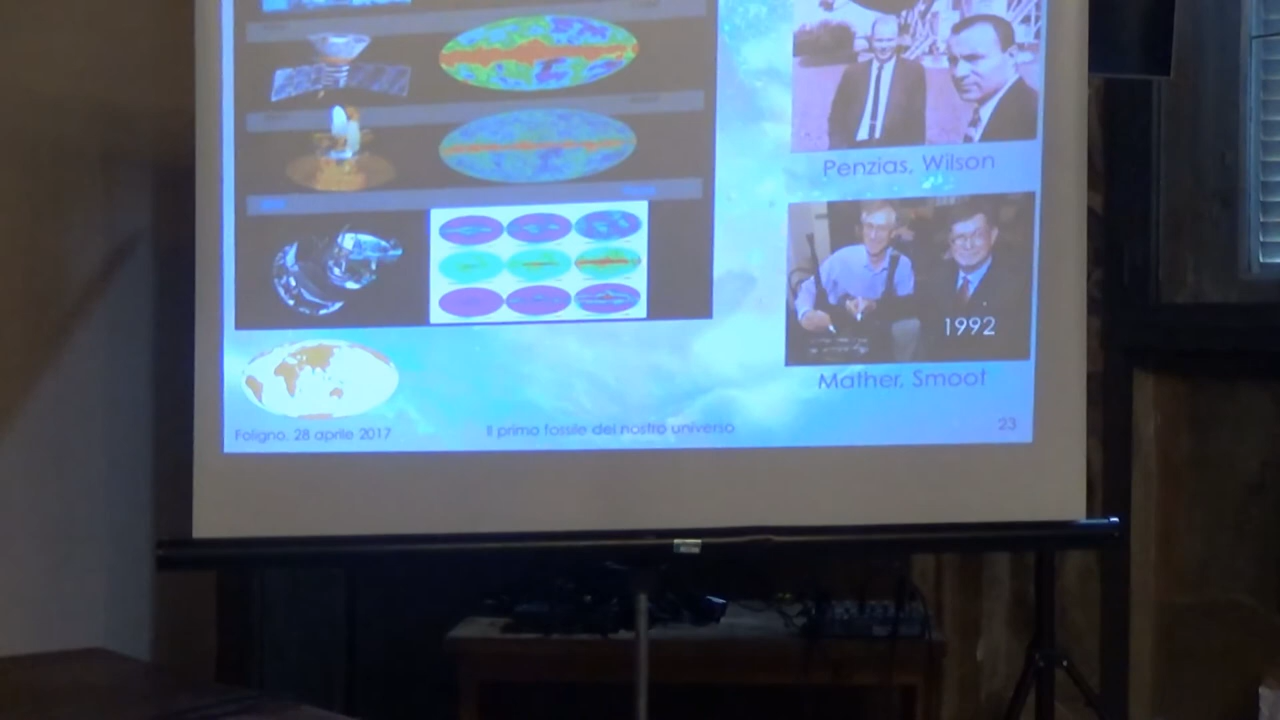 Penzias, Wilson
1992
Mather, Smoot
Foligno, 28 aprile 2017
Il primo fossile del nostro universo
23